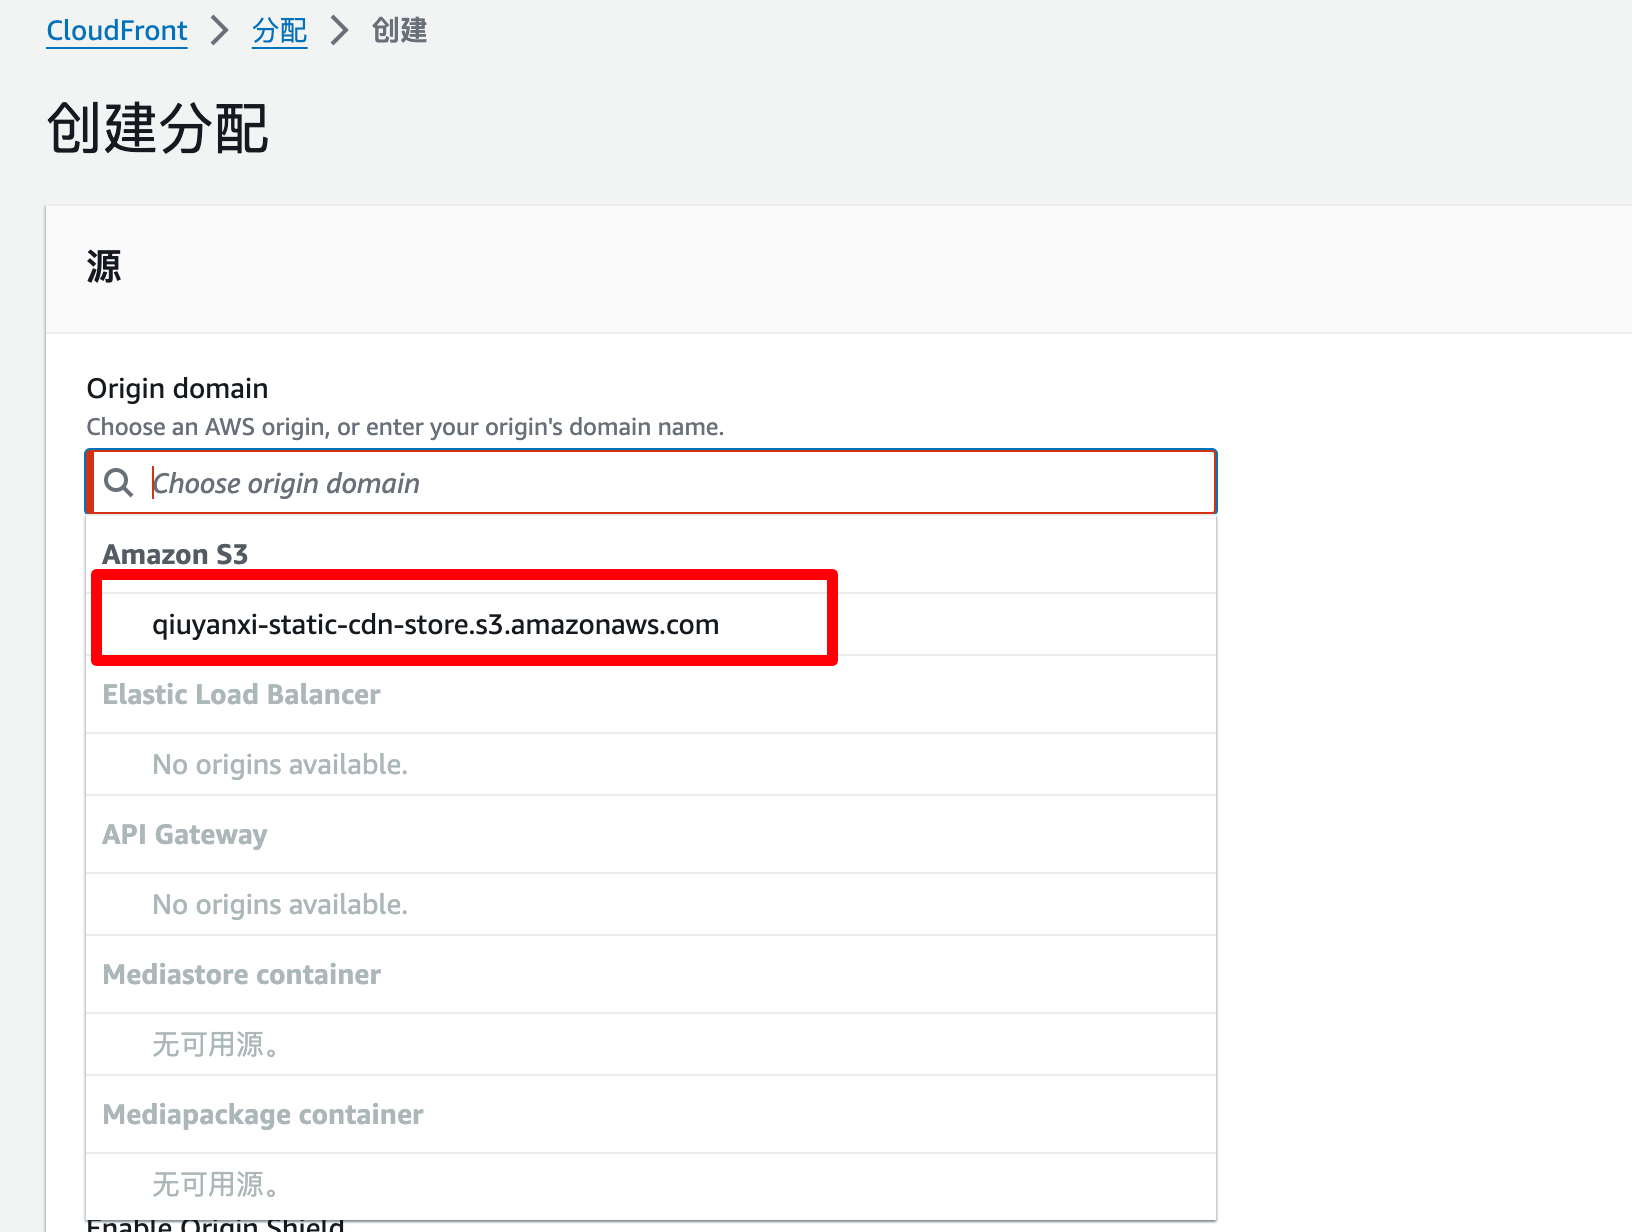 CloudFront > 分配 > 创建
创建分配
源
Origin domain
Choose an AWS origin, or enter your origin's domain name.
Choose origin domain
Amazon S3
qiuyanxi-static-cdn-store.s3.amazonaws.com
Elastic Load Balancer
No origins available.
API Gateway
No origins available.
Mediastore container
无可用源。
Mediapackage container
无可用源。
Enable Origin Shield